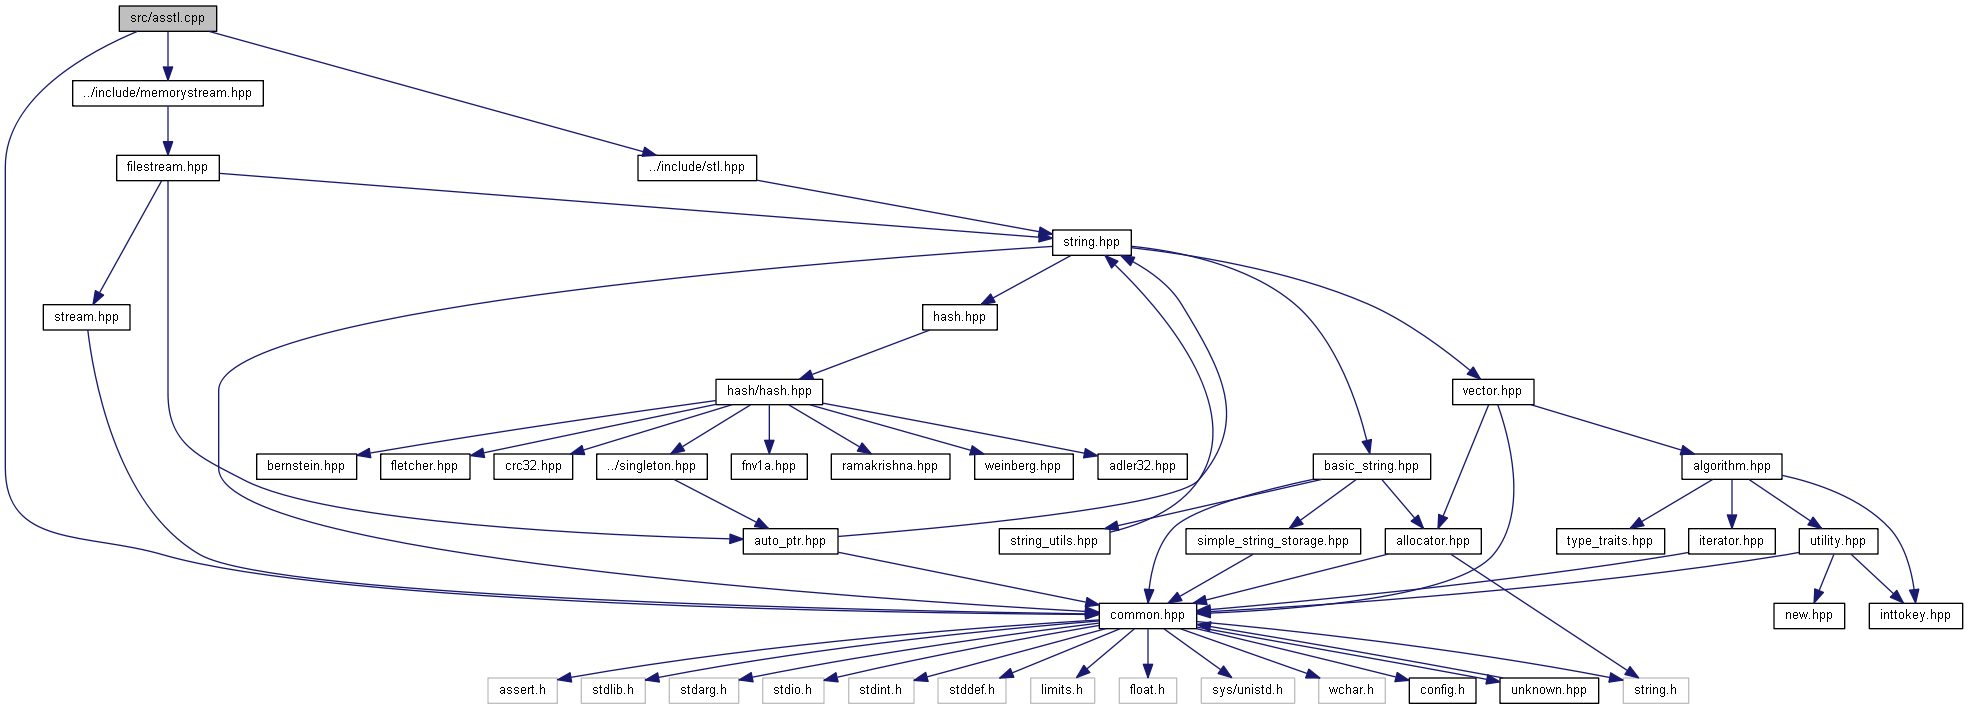 src/asstl.cpp
../include/memorystream.hpp
filestream.hpp
../include/stl.hpp
string.hpp
stream.hpp
hash.hpp
hash/hash.hpp
vector.hpp
bernstein.hpp
fletcher.hpp
crc32.hpp
../singleton.hpp
fnv1a.hpp
ramakrishna.hpp
weinberg.hpp
adler32.hpp
basic_string.hpp
algorithm.hpp
auto_ptr.hpp
string_utils.hpp
simple_string_storage.hpp
allocator.hpp
type_traits.hpp
iterator.hpp
utility.hpp
common.hpp
new.hpp
inttokey.hpp
assert.h
stdlib.h
stdarg.h
stdio.h
stdint.h
stddef.h
limits.h
float.h
sys/unistd.h
wchar.h
config.h
unknown.hpp
string.h